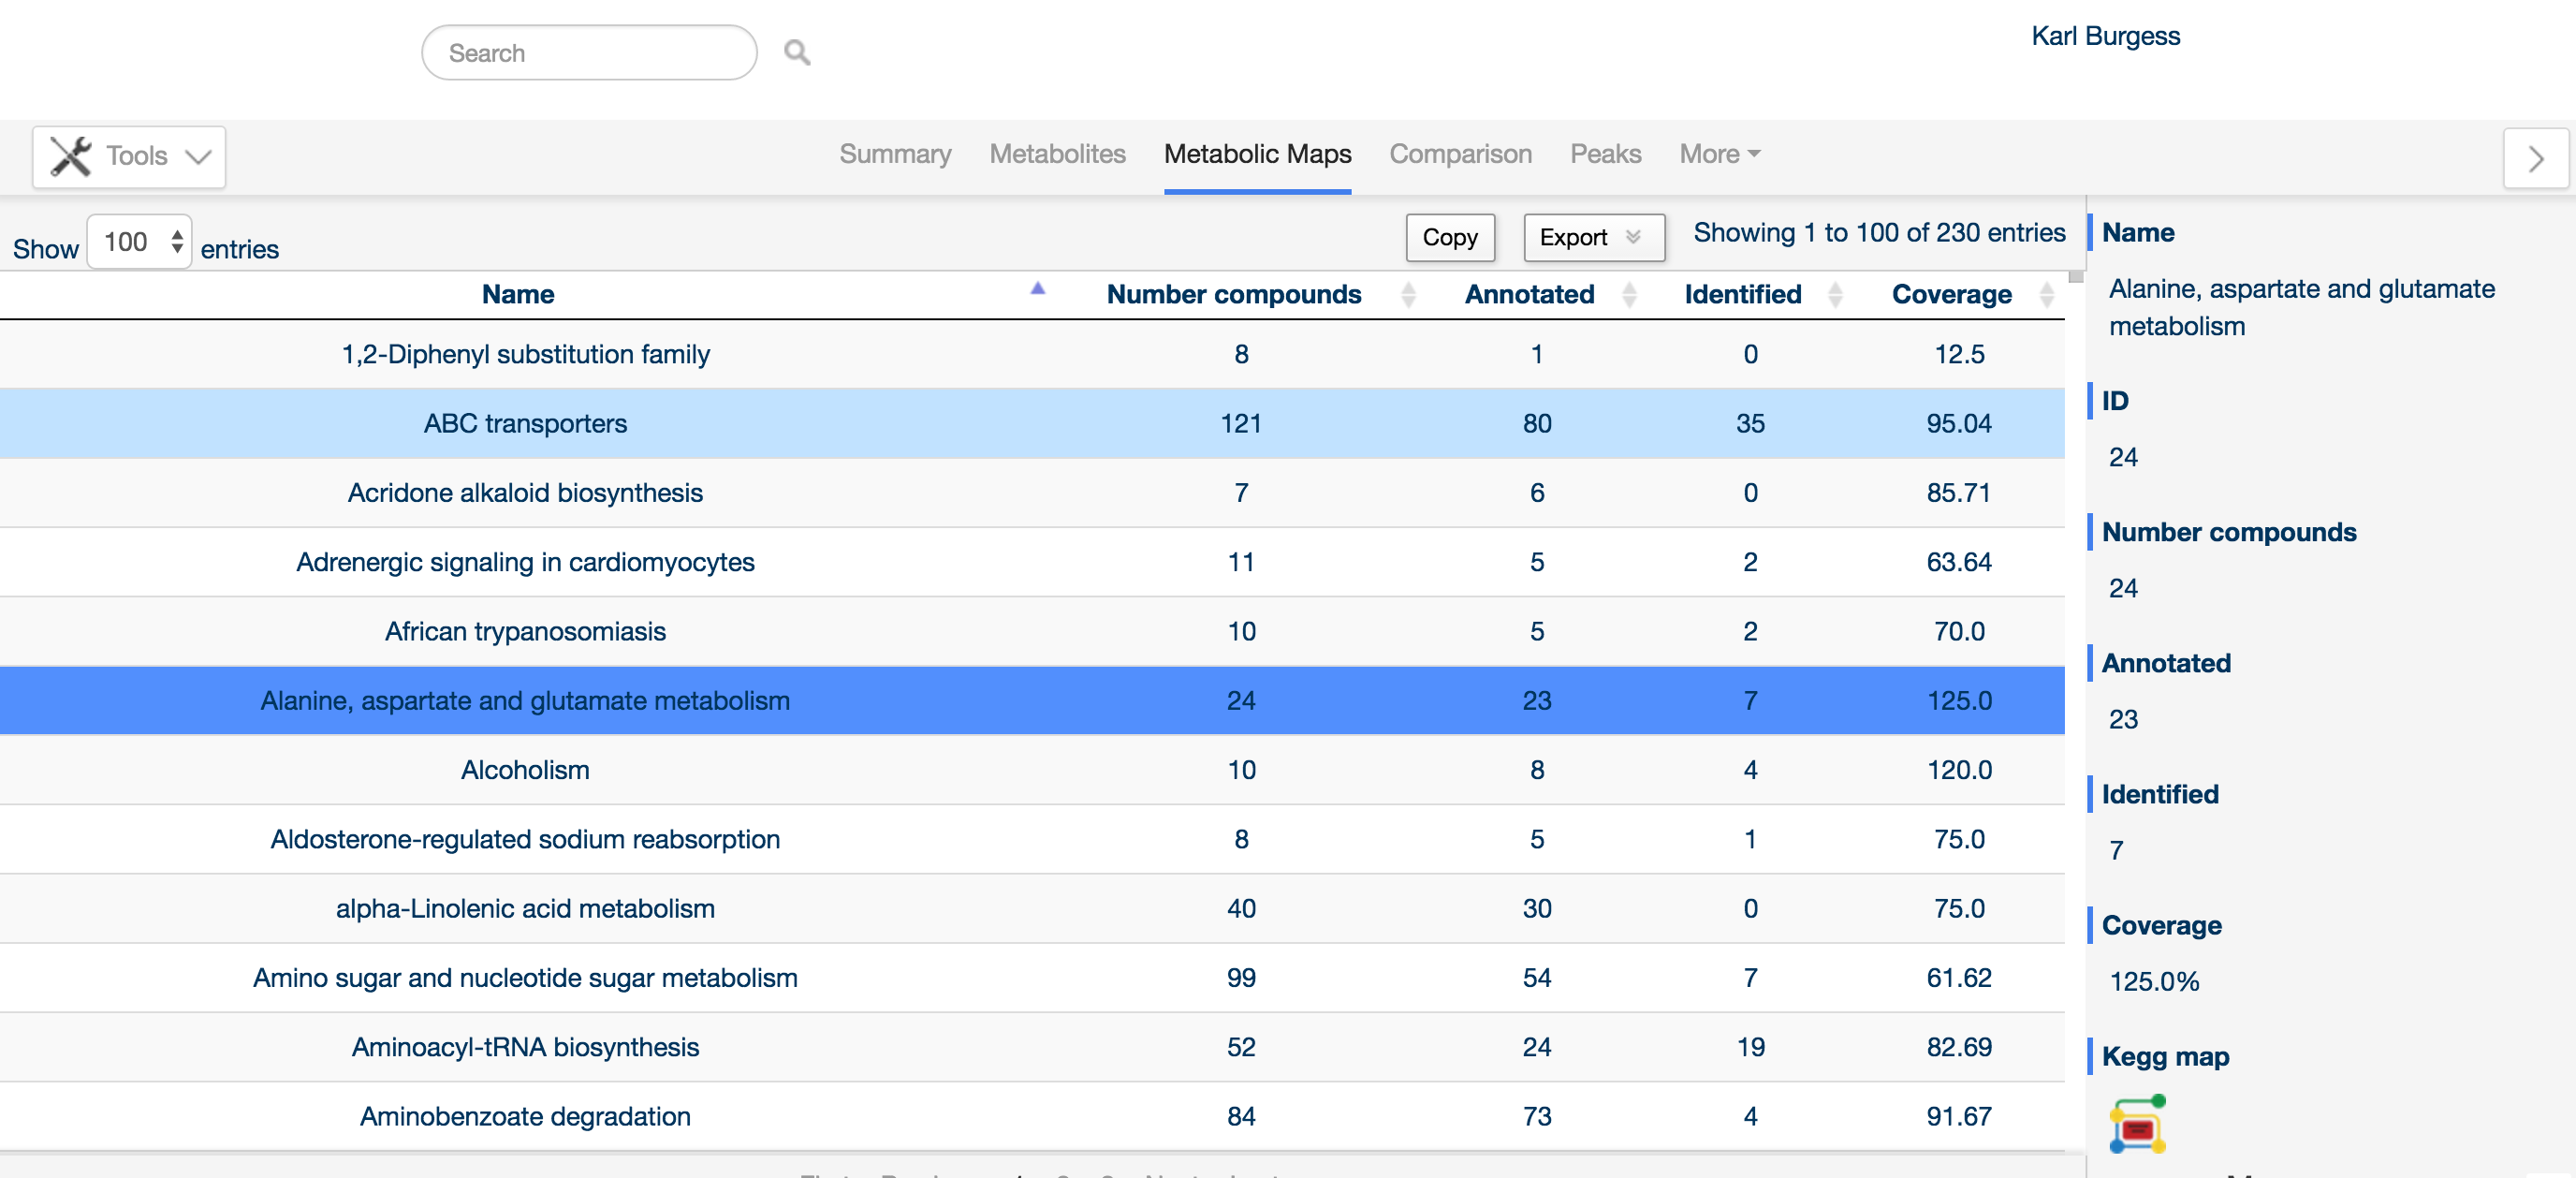 Search
Karl Burgess
Tools
Summary Metabolites Metabolic Maps Comparison Peaks More
Show 100 entries
Copy Export Showing 1 to 100 of 230 entries
Name Number compounds Annotated Identified Coverage
1,2-Diphenyl substitution family 8 1 0 12.5
ABC transporters 121 80 35 95.04
Acridone alkaloid biosynthesis 7 6 0 85.71
Adrenergic signaling in cardiomyocytes 11 5 2 63.64
African trypanosomiasis 10 5 2 70.0
Alanine, aspartate and glutamate metabolism 24 23 7 125.0
Alcoholism 10 8 4 120.0
Aldosterone-regulated sodium reabsorption 8 5 1 75.0
alpha-Linolenic acid metabolism 40 30 0 75.0
Amino sugar and nucleotide sugar metabolism 99 54 7 61.62
Aminoacyl-tRNA biosynthesis 52 24 19 82.69
Aminobenzoate degradation 84 73 4 91.67
Name
Alanine, aspartate and glutamate
metabolism
ID
24
Number compounds
24
Annotated
23
Identified
7
Coverage
125.0%
Kegg map